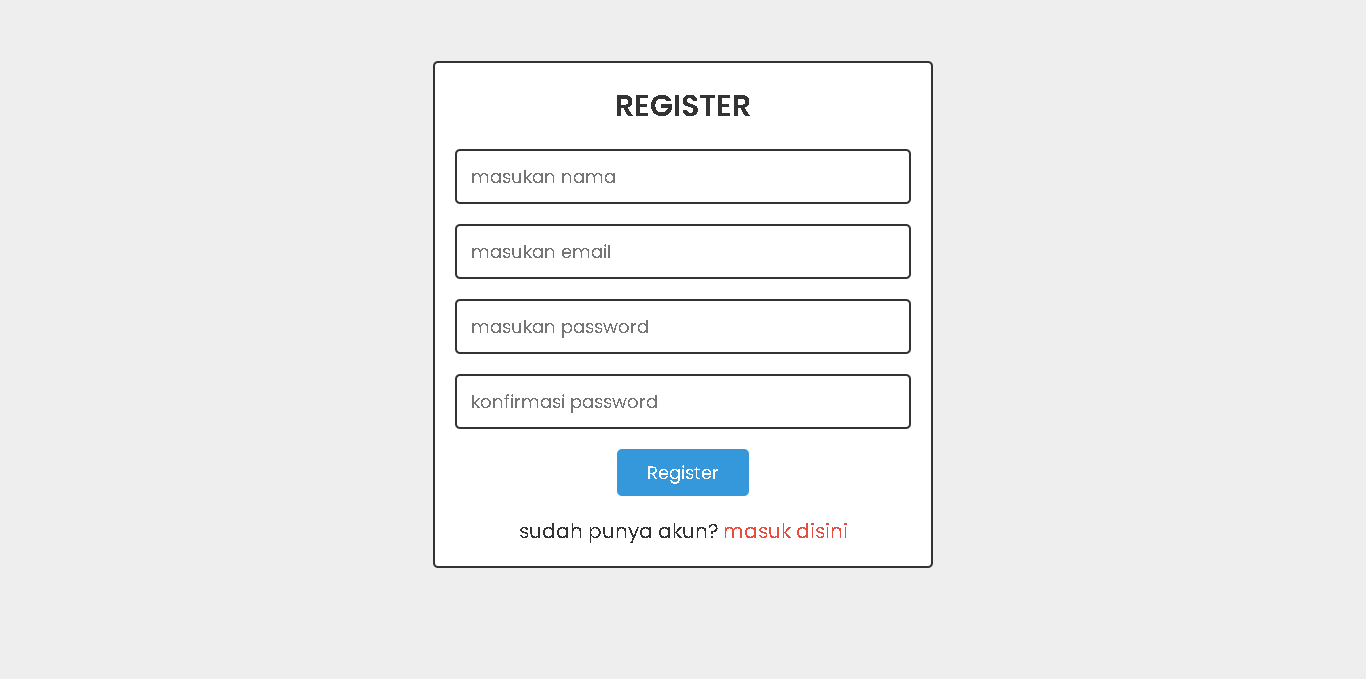 REGISTER
masukan nama
masukan email
masukan password
konfirmasi password
Register
sudah punya akun? masuk disini